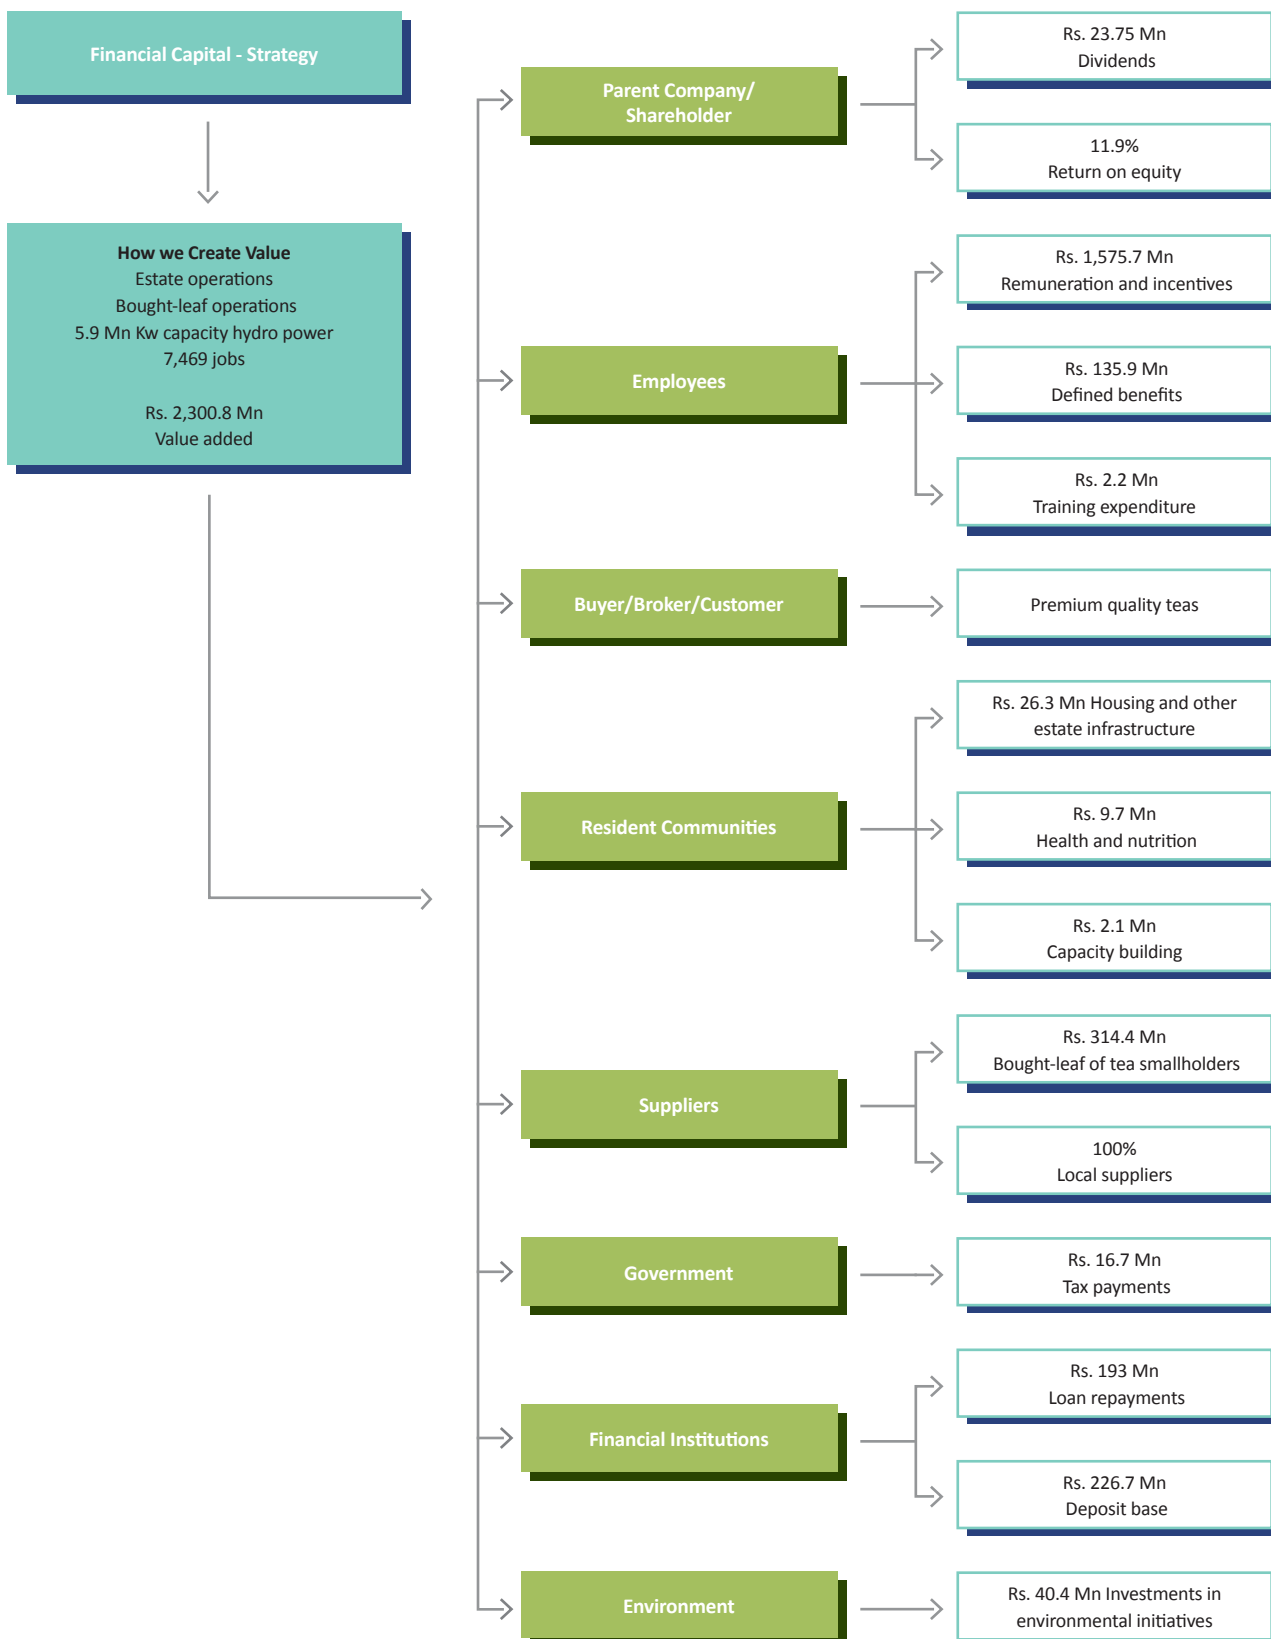 Financial Capital - Strategy
How we Create Value
Estate operations
Bought-leaf operations
5.9 Mn Kw capacity hydro power
7,469 jobs
Rs. 2,300.8 Mn
Value added
Parent Company/
Shareholder
Rs. 23.75 Mn
Dividends
11.9%
Return on equity
Employees
Rs. 1,575.7 Mn
Remuneration and incentives
Rs. 135.9 Mn
Defined benefits
Rs. 2.2 Mn
Training expenditure
Buyer/Broker/Customer
Premium quality teas
Resident Communities
Rs. 26.3 Mn Housing and other
estate infrastructure
Rs. 9.7 Mn
Health and nutrition
Rs. 2.1 Mn
Capacity building
Suppliers
Rs. 314.4 Mn
Bought-leaf of tea smallholders
100%
Local suppliers
Government
Rs. 16.7 Mn
Tax payments
Financial Institutions
Rs. 193 Mn
Loan repayments
Rs. 226.7 Mn
Deposit base
Environment
Rs. 40.4 Mn Investments in
environmental initiatives